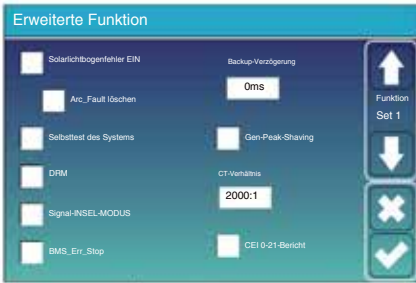 Erweiterte Funktion
Solarlichtbogenfehler EIN
Arc_Fault löschen
Selbsttest des Systems
DRM
Signal-INSEL-MODUS
BMS_Err_Stop
Backup-Verzögerung
0ms
Gen-Peak-Shaving
CT-Verhältnis
2000:1
CEI 0-21-Bericht
Funktion
Set 1